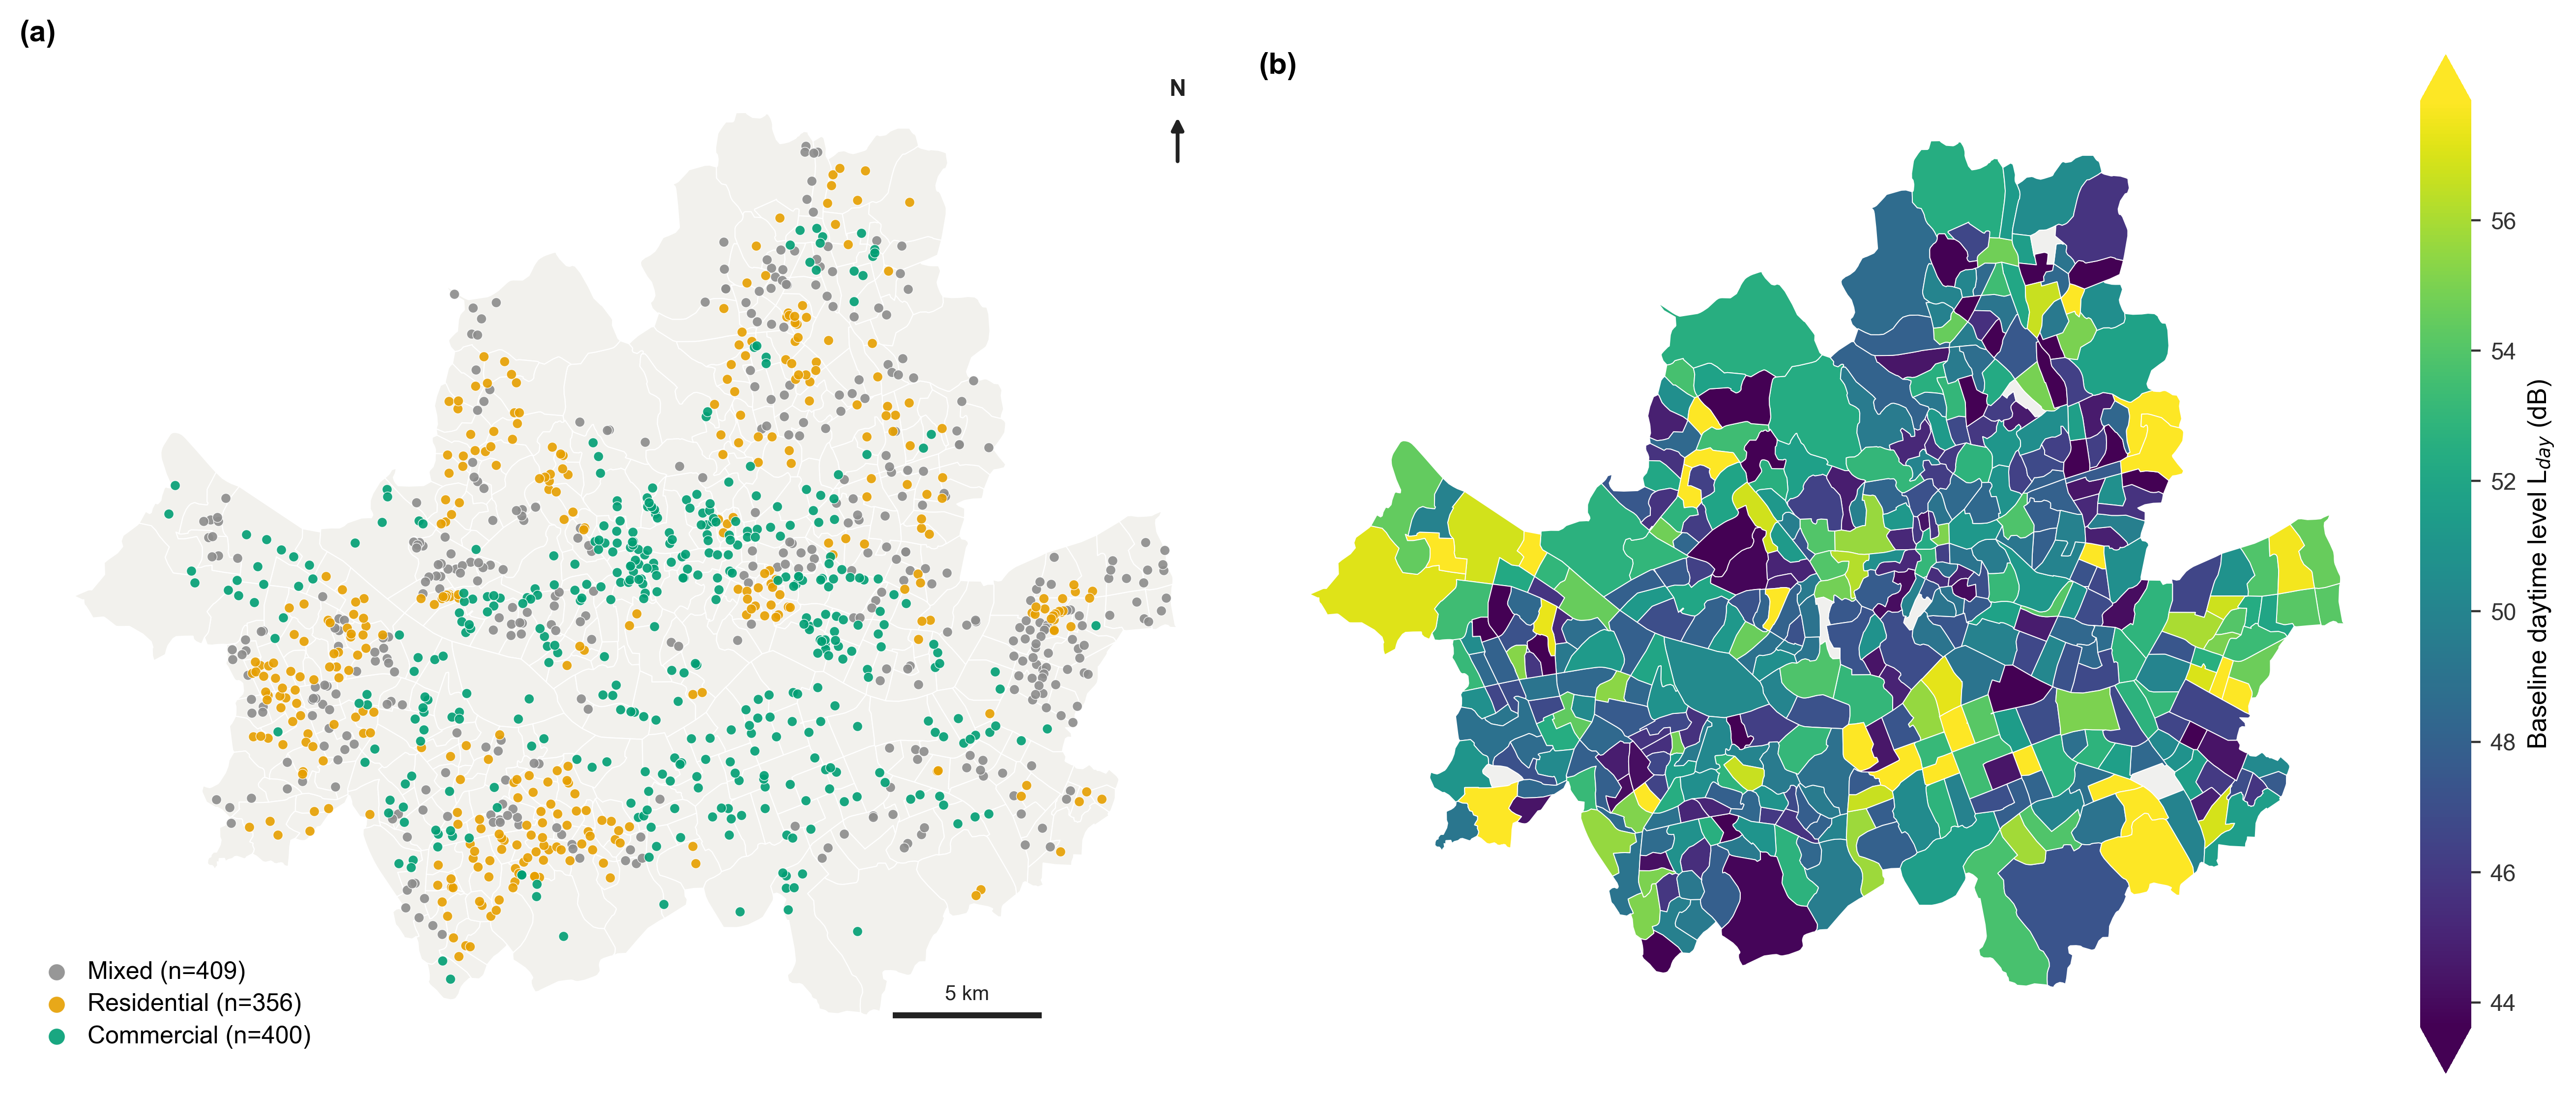 (a)
N
Mixed (n=409)
Residential (n=356)
Commercial (n=400)
5 km
(b)
56
54
52
50
48
46
44
Baseline daytime level L_day (dB)